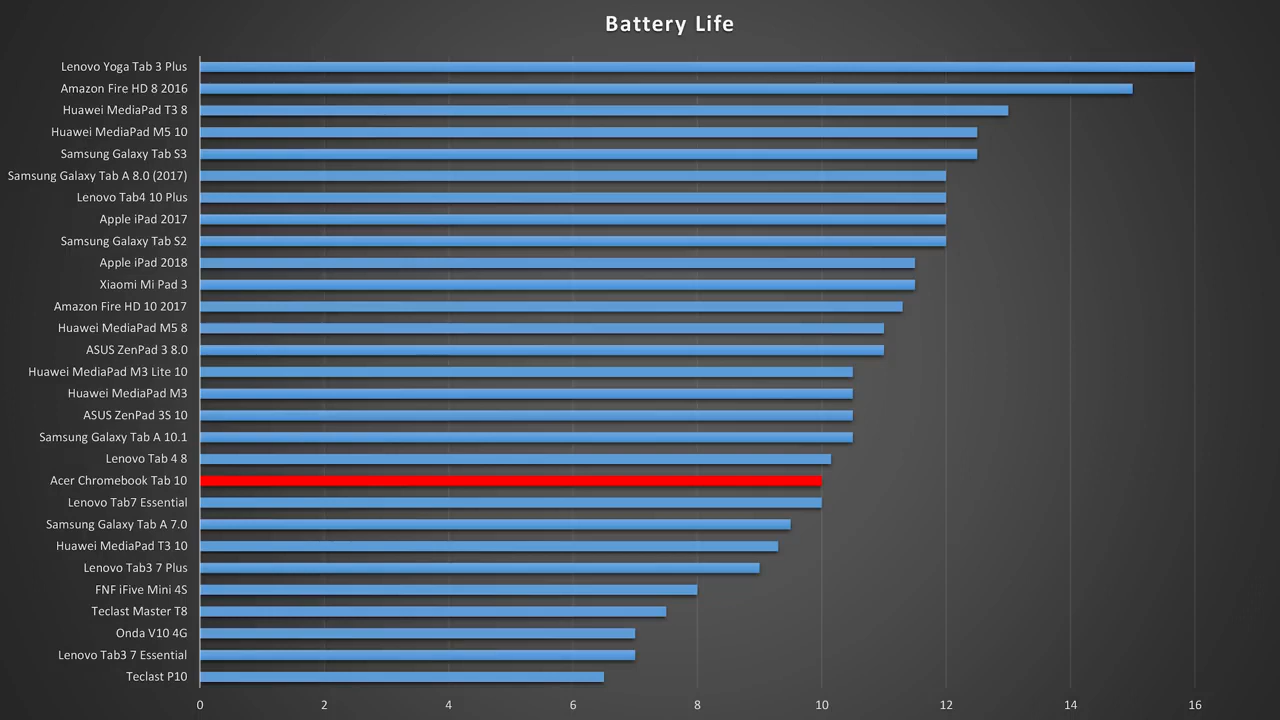 Battery Life
Lenovo Yoga Tab 3 Plus
Amazon Fire HD 8 2016
Huawei MediaPad T3 8
Huawei MediaPad M5 10
Samsung Galaxy Tab S3
Samsung Galaxy Tab A 8.0 (2017)
Lenovo Tab4 10 Plus
Apple iPad 2017
Samsung Galaxy Tab S2
Apple iPad 2018
Xiaomi Mi Pad 3
Amazon Fire HD 10 2017
Huawei MediaPad M5 8
ASUS ZenPad 3 8.0
Huawei MediaPad M3 Lite 10
Huawei MediaPad M3
ASUS ZenPad 3S 10
Samsung Galaxy Tab A 10.1
Lenovo Tab 4 8
Acer Chromebook Tab 10
Lenovo Tab7 Essential
Samsung Galaxy Tab A 7.0
Huawei MediaPad T3 10
Lenovo Tab3 7 Plus
FNF iFive Mini 4S
Teclast Master T8
Onda V10 4G
Lenovo Tab3 7 Essential
Teclast P10
0 2 4 6 8 10 12 14 16